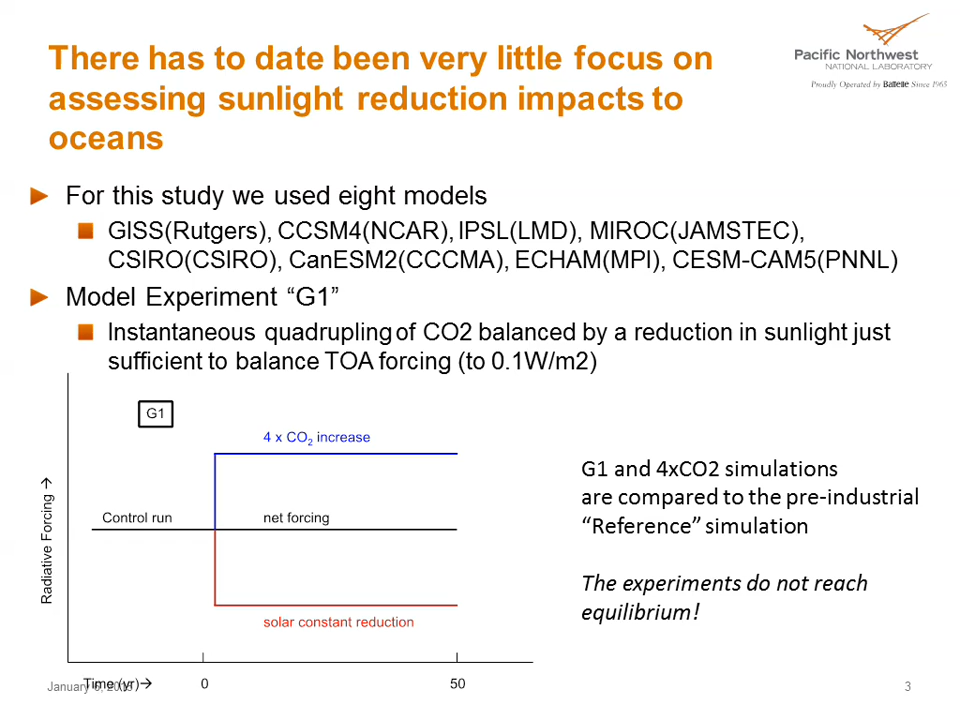 There has to date been very little focus on
assessing sunlight reduction impacts to
oceans
Pacific Northwest
NATIONAL LABORATORY
Proudly Operated by Battelle Since 1965
For this study we used eight models
GISS(Rutgers), CCSM4(NCAR), IPSL(LMD), MIROC(JAMSTEC),
CSIRO(CSIRO), CanESM2(CCCMA), ECHAM(MPI), CESM-CAM5(PNNL)
Model Experiment “G1”
Instantaneous quadrupling of CO2 balanced by a reduction in sunlight just
sufficient to balance TOA forcing (to 0.1W/m2)
G1
4 x CO₂ increase
Control run
net forcing
solar constant reduction
Radiative Forcing →
Time (yr)→
0
50
G1 and 4xCO2 simulations
are compared to the pre-industrial
“Reference” simulation
The experiments do not reach
equilibrium!
January
3